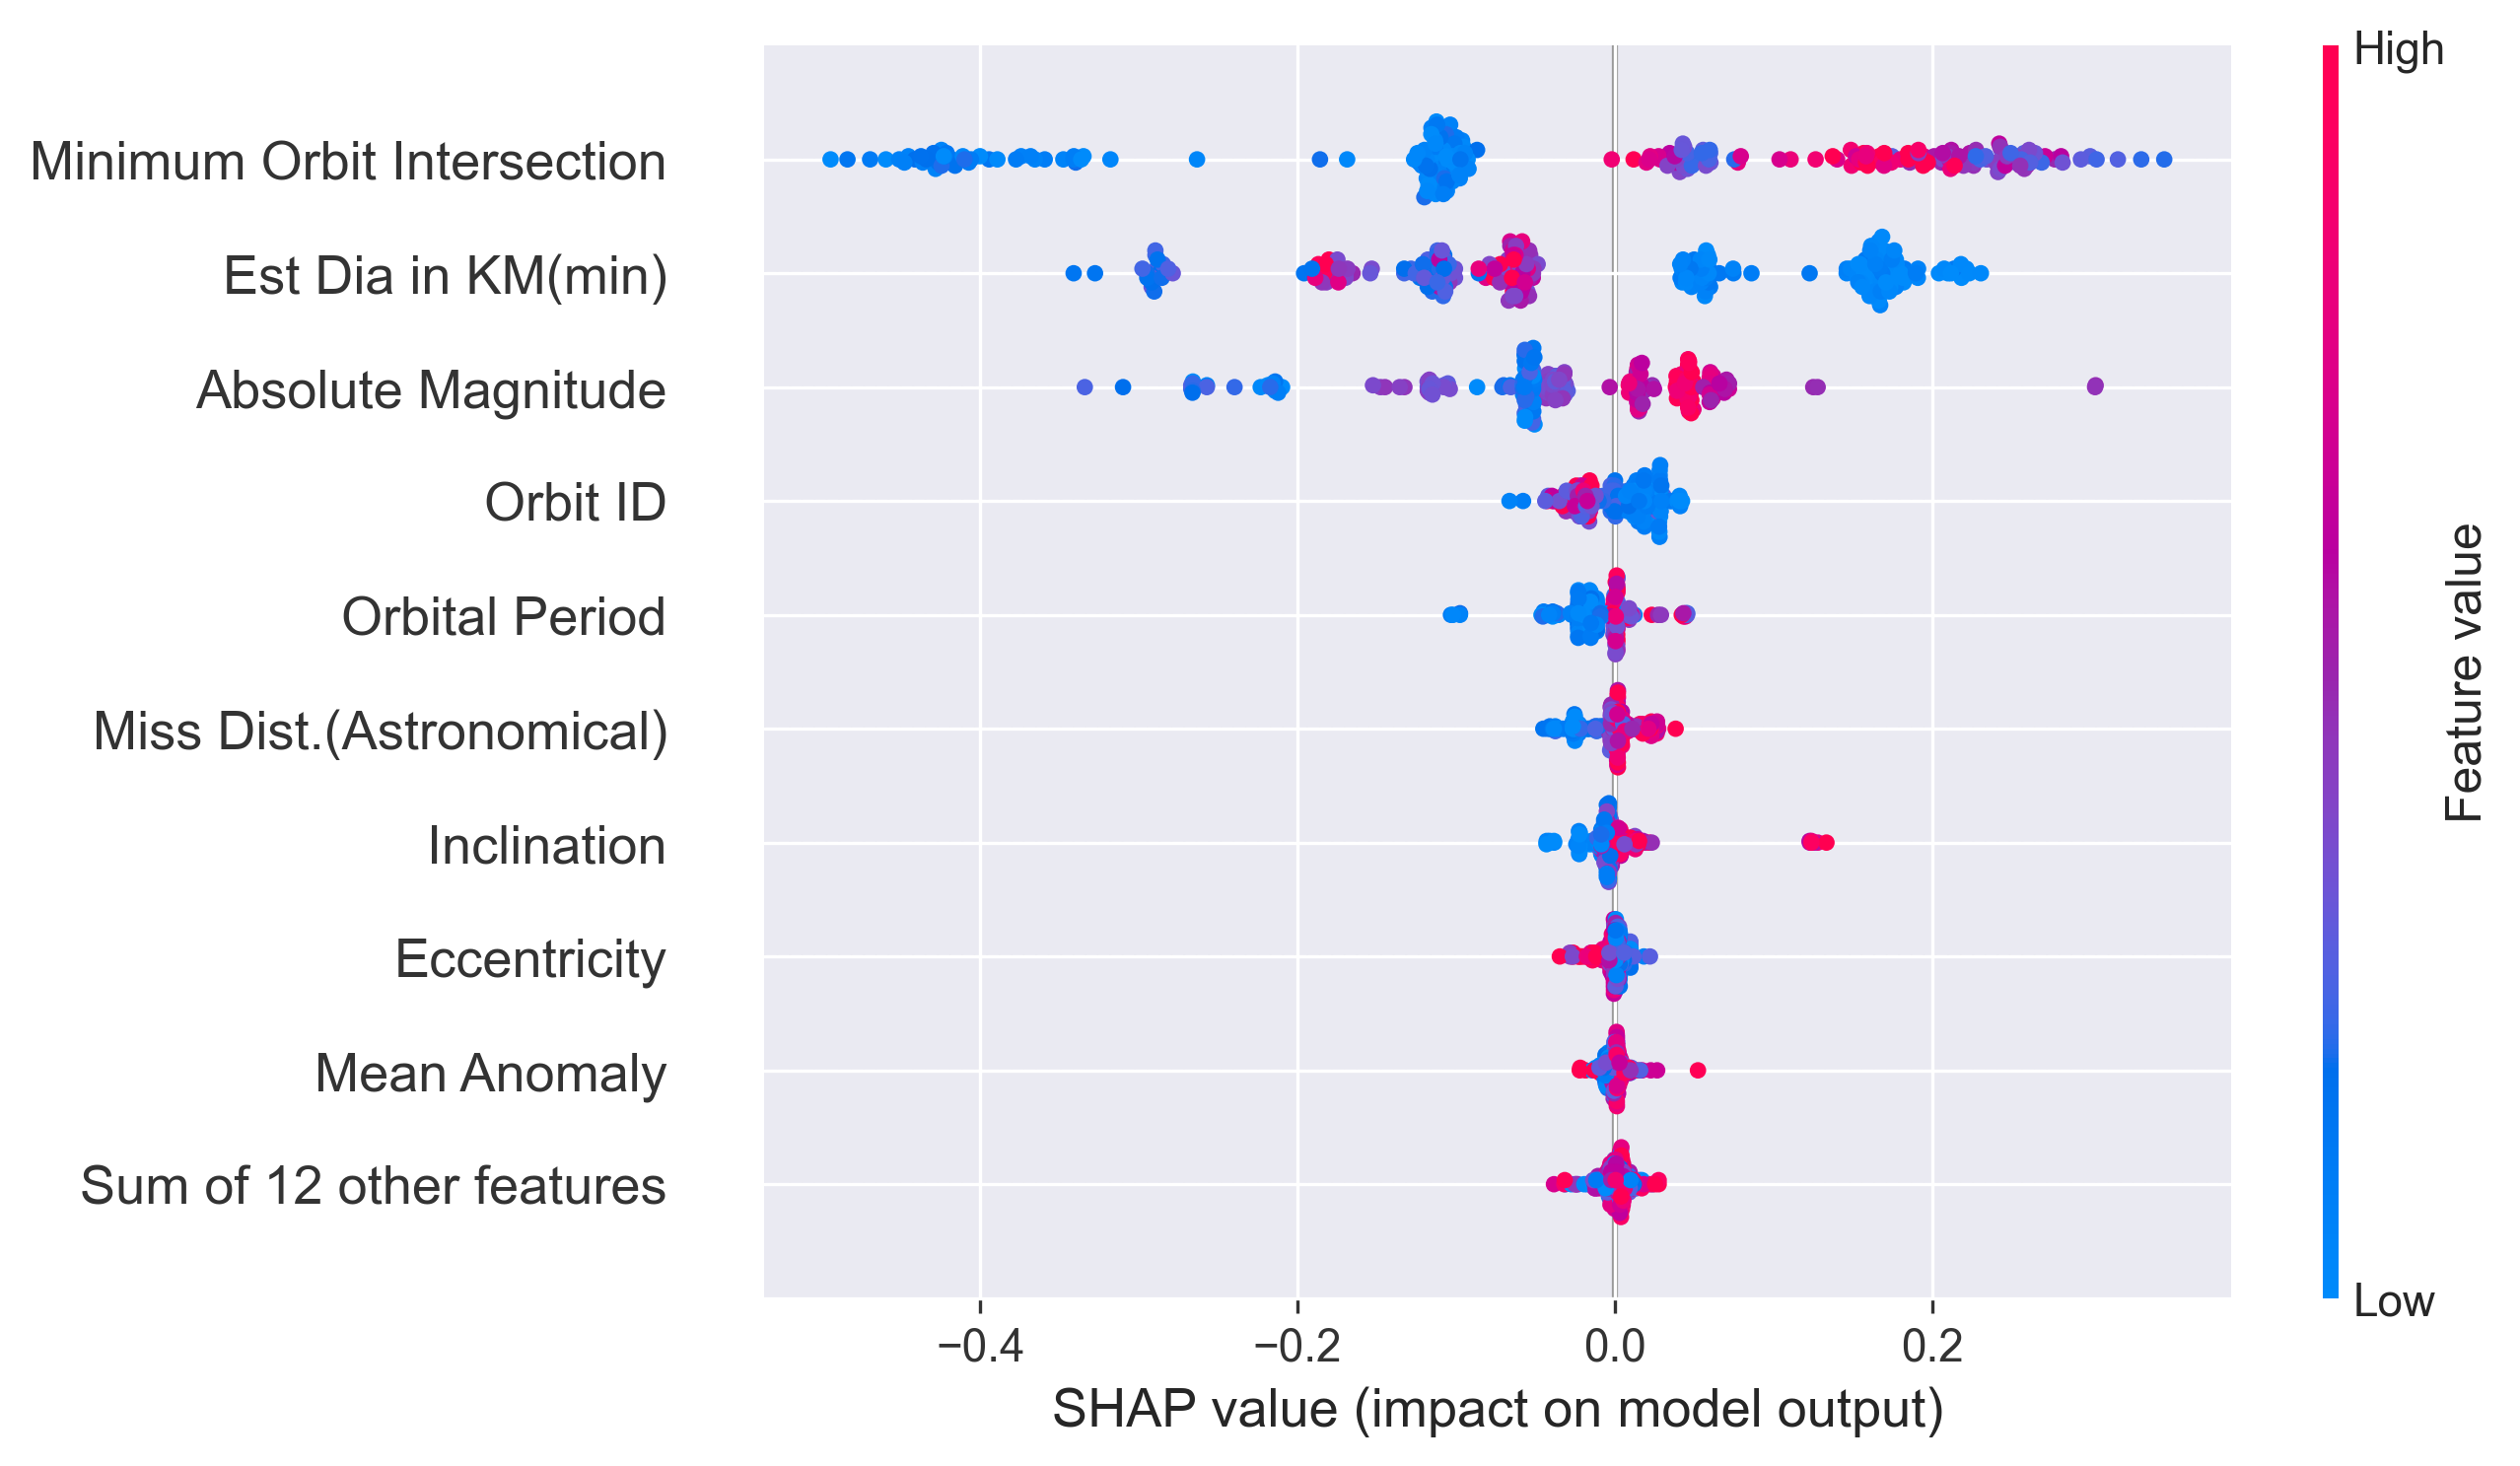 High
Minimum Orbit Intersection
Est Dia in KM(min)
Absolute Magnitude
Orbit ID
Orbital Period
Miss Dist.(Astronomical)
Inclination
Eccentricity
Mean Anomaly
Sum of 12 other features
Feature value
Low
−0.4 −0.2 0.0 0.2
SHAP value (impact on model output)